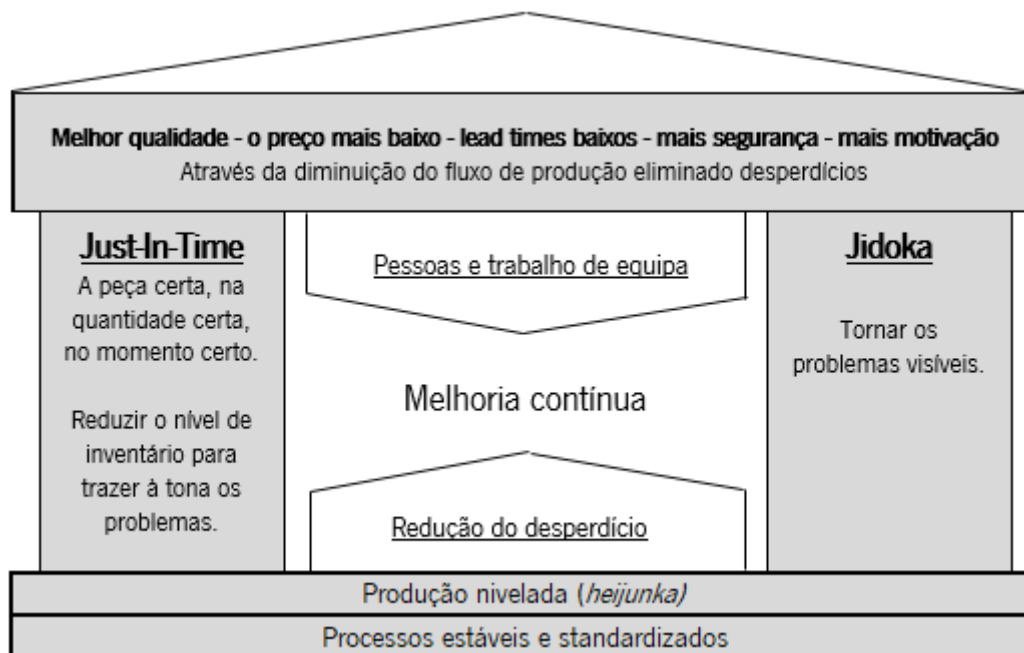 Melhor qualidade - o preço mais baixo - lead times baixos - mais segurança - mais motivação
Através da diminuição do fluxo de produção eliminado desperdícios
Just-In-Time
A peça certa, na
quantidade certa,
no momento certo.
Reduzir o nível de
inventário para
trazer à tona os
problemas.
Pessoas e trabalho de equipa
Melhoria contínua
Redução do desperdício
Jidoka
Tornar os
problemas visíveis.
Produção nivelada (heijunka)
Processos estáveis e standardizados